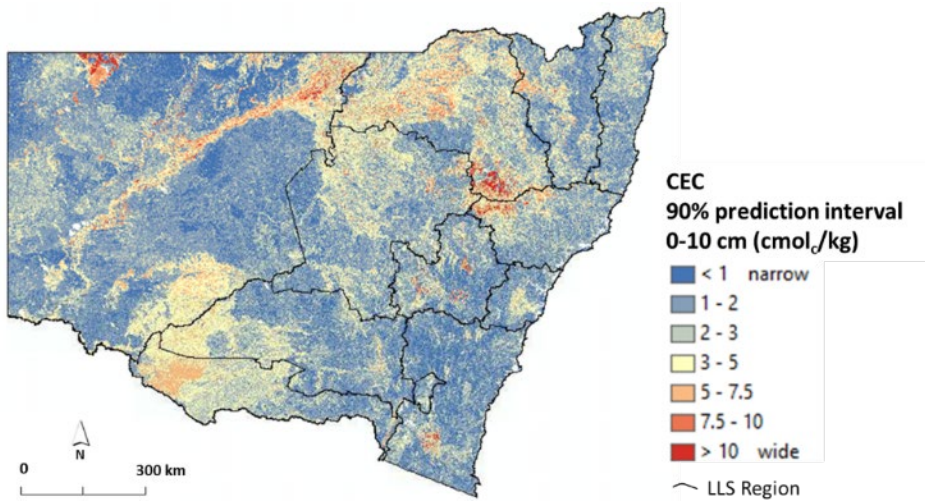 CEC
90% prediction interval
0-10 cm (cmolc/kg)
< 1 narrow
1 - 2
2 - 3
3 - 5
5 - 7.5
7.5 - 10
> 10 wide
LLS Region
N
0 300 km